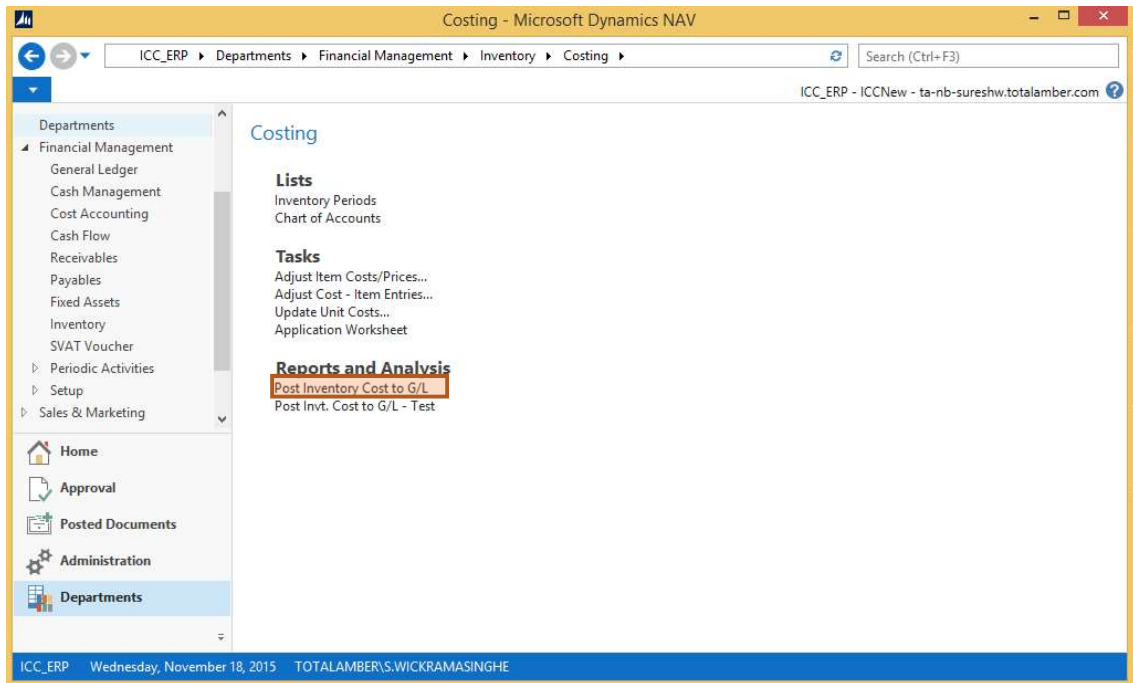 Costing - Microsoft Dynamics NAV
ICC_ERP ▸ Departments ▸ Financial Management ▸ Inventory ▸ Costing ▸
Search (Ctrl+F3)
ICC_ERP - ICCNew - ta-nb-sureshw.totalamber.com
Departments
Financial Management
General Ledger
Cash Management
Cost Accounting
Cash Flow
Receivables
Payables
Fixed Assets
Inventory
SVAT Voucher
Periodic Activities
Setup
Sales & Marketing
Home
Approval
Posted Documents
Administration
Departments
Costing
Lists
Inventory Periods
Chart of Accounts
Tasks
Adjust Item Costs/Prices...
Adjust Cost - Item Entries...
Update Unit Costs...
Application Worksheet
Reports and Analysis
Post Inventory Cost to G/L
Post Invt. Cost to G/L - Test
ICC_ERP Wednesday, November 18, 2015 TOTALAMBER\S.WICKRAMASINGHE